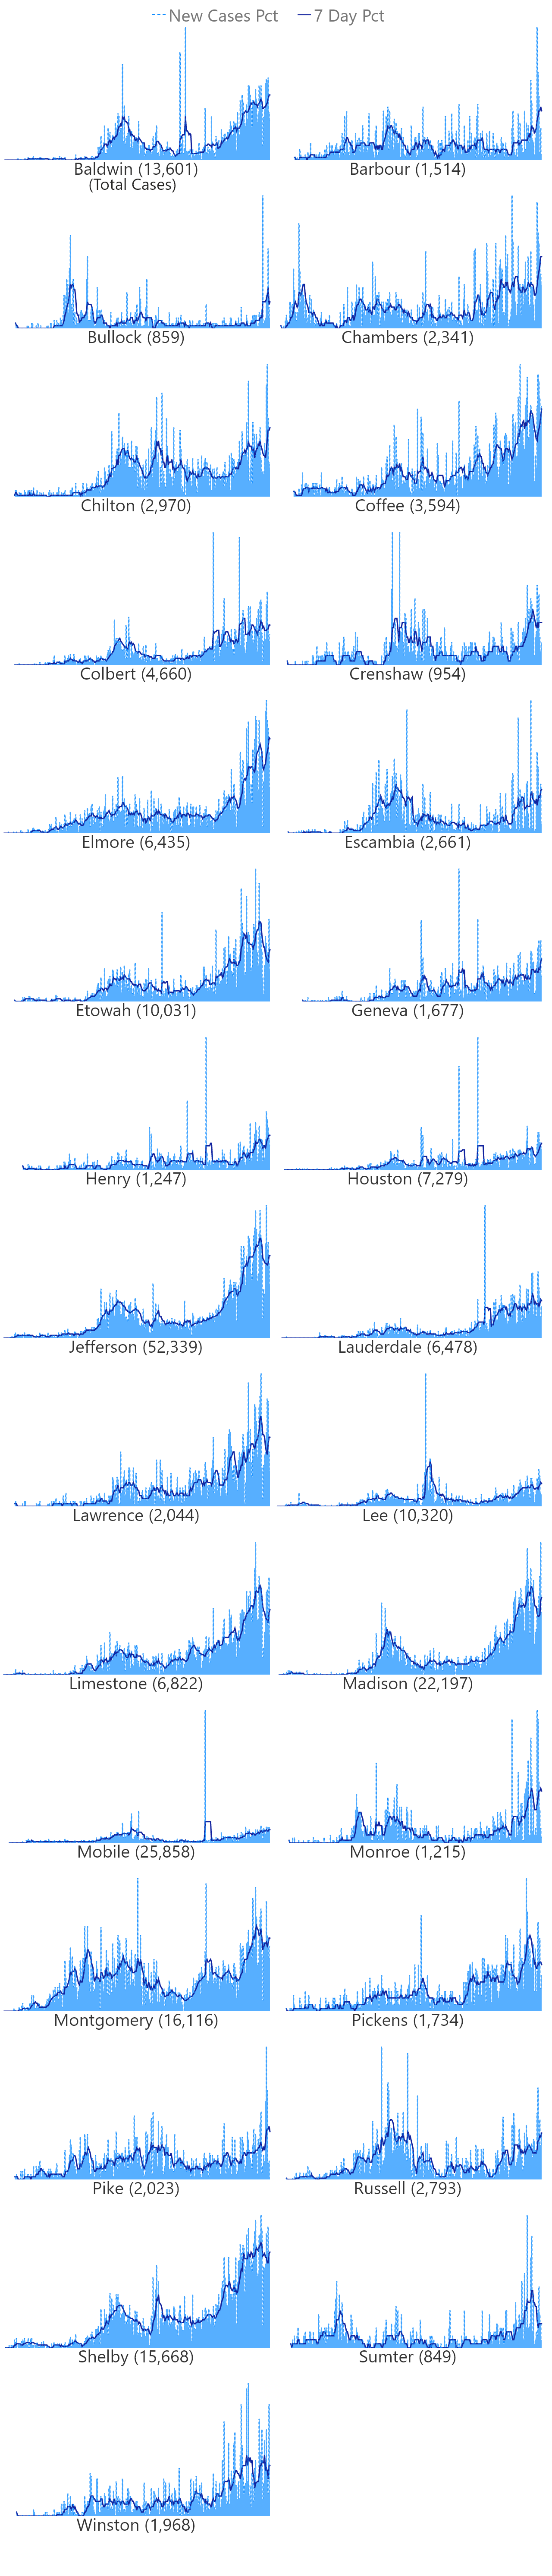 New Cases Pct 7 Day Pct
Baldwin (13,601)
(Total Cases)
Barbour (1,514)
Bullock (859)
Chambers (2,341)
Chilton (2,970)
Coffee (3,594)
Colbert (4,660)
Crenshaw (954)
Elmore (6,435)
Escambia (2,661)
Etowah (10,031)
Geneva (1,677)
Henry (1,247)
Houston (7,279)
Jefferson (52,339)
Lauderdale (6,478)
Lawrence (2,044)
Lee (10,320)
Limestone (6,822)
Madison (22,197)
Mobile (25,858)
Monroe (1,215)
Montgomery (16,116)
Pickens (1,734)
Pike (2,023)
Russell (2,793)
Shelby (15,668)
Sumter (849)
Winston (1,968)